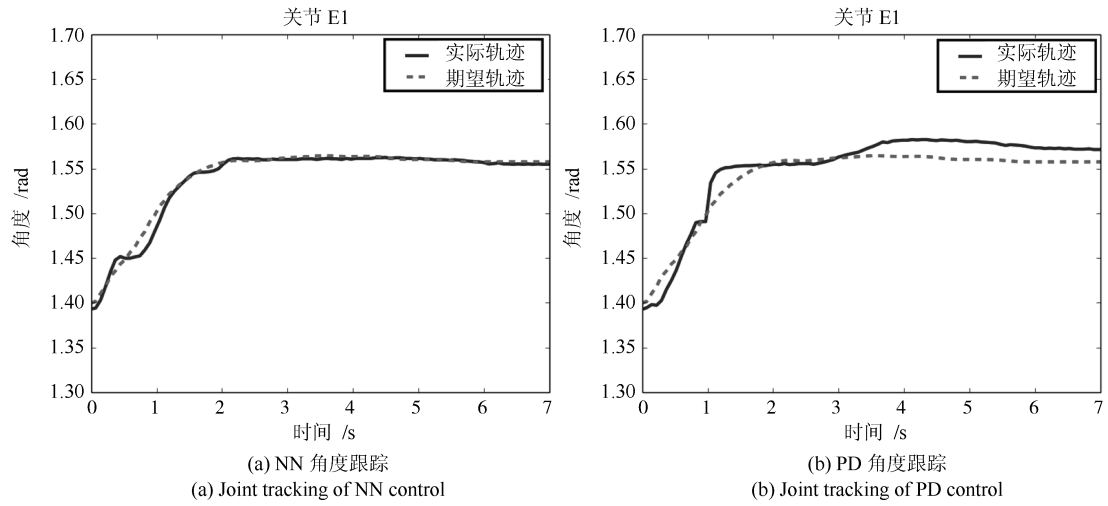 关节 E1
1.70
1.65
1.60
1.55
1.50
1.45
1.40
1.35
1.30
角度 /rad
实际轨迹
期望轨迹
0 1 2 3 4 5 6 7
时间 /s
(a) NN 角度跟踪
(a) Joint tracking of NN control
关节 E1
1.70
1.65
1.60
1.55
1.50
1.45
1.40
1.35
1.30
角度 /rad
实际轨迹
期望轨迹
0 1 2 3 4 5 6 7
时间 /s
(b) PD 角度跟踪
(b) Joint tracking of PD control